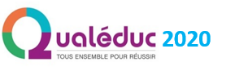 Qualéduc 2020
TOUS ENSEMBLE POUR RÉUSSIR